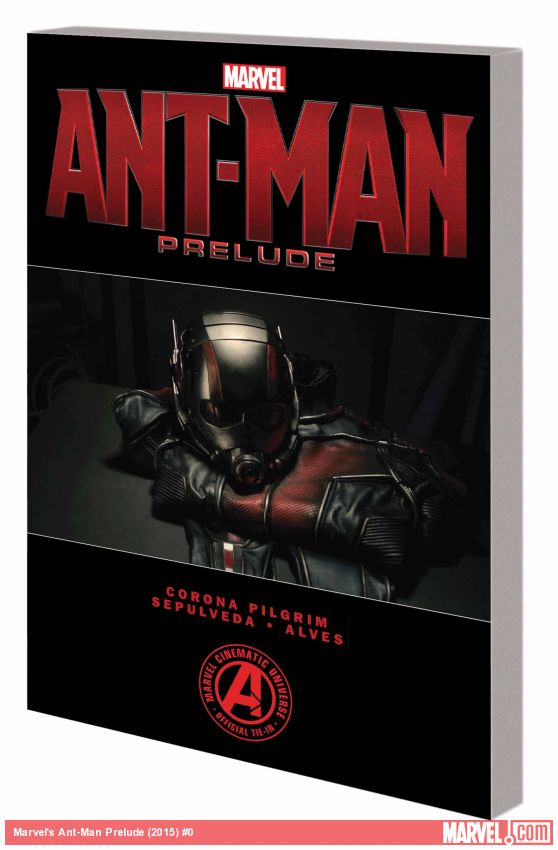 MARVEL
ANT-MAN
PRELUDE
CORONA PILGRIM
SEPULVEDA • ALVES
MARVEL CINEMATIC UNIVERSE
• OFFICIAL TIE-IN •
Marvel's Ant-Man Prelude (2015) #0
MARVEL.com